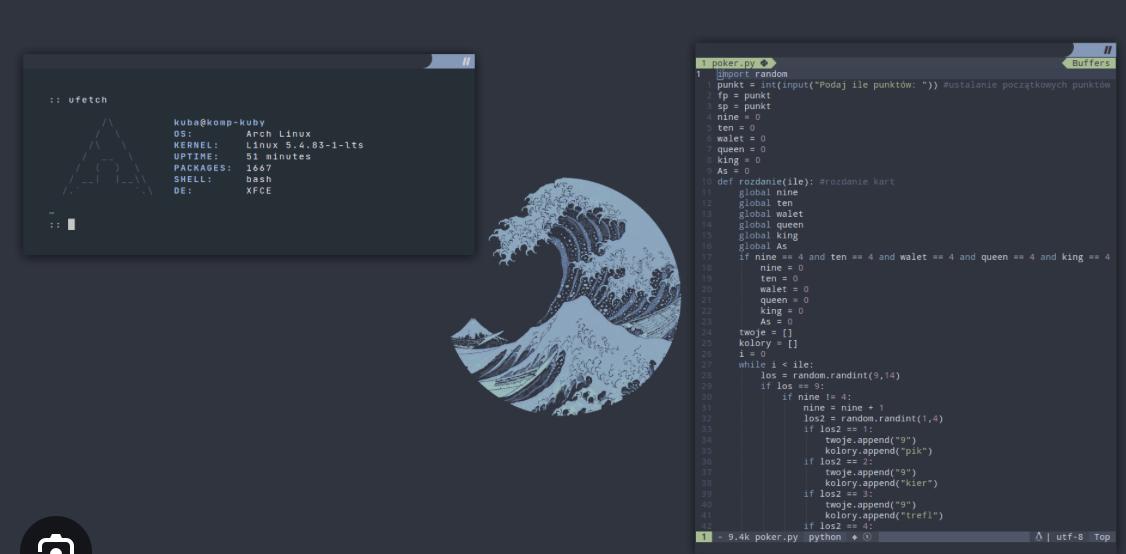 :: ufetch
kuba@komp-kuby
OS: Arch Linux
KERNEL: Linux 5.4.83-1-lts
UPTIME: 51 minutes
PACKAGES: 1667
SHELL: bash
DE: XFCE
::
1 poker.py
Buffers
1 import random
1 punkt = int(input("Podaj ile punktów: ")) #ustalanie początkowych punktów
2 fp = punkt
3 sp = punkt
4 nine = 0
5 ten = 0
6 walet = 0
7 queen = 0
8 king = 0
9 As = 0
10 def rozdanie(ile): #rozdanie kart
11 global nine
12 global ten
13 global walet
14 global queen
15 global king
16 global As
17 if nine == 4 and ten == 4 and walet == 4 and queen == 4 and king == 4
18 nine = 0
19 ten = 0
20 walet = 0
21 queen = 0
22 king = 0
23 As = 0
24 twoje = []
25 kolory = []
26 i = 0
27 while i < ile:
28 los = random.randint(9,14)
29 if los == 9:
30 if nine != 4:
31 nine = nine + 1
32 los2 = random.randint(1,4)
33 if los2 == 1:
34 twoje.append("9")
35 kolory.append("pik")
36 if los2 == 2:
37 twoje.append("9")
38 kolory.append("kier")
39 if los2 == 3:
40 twoje.append("9")
41 kolory.append("trefl")
42 if los2 == 4:
1 - 9.4k poker.py python | utf-8 Top